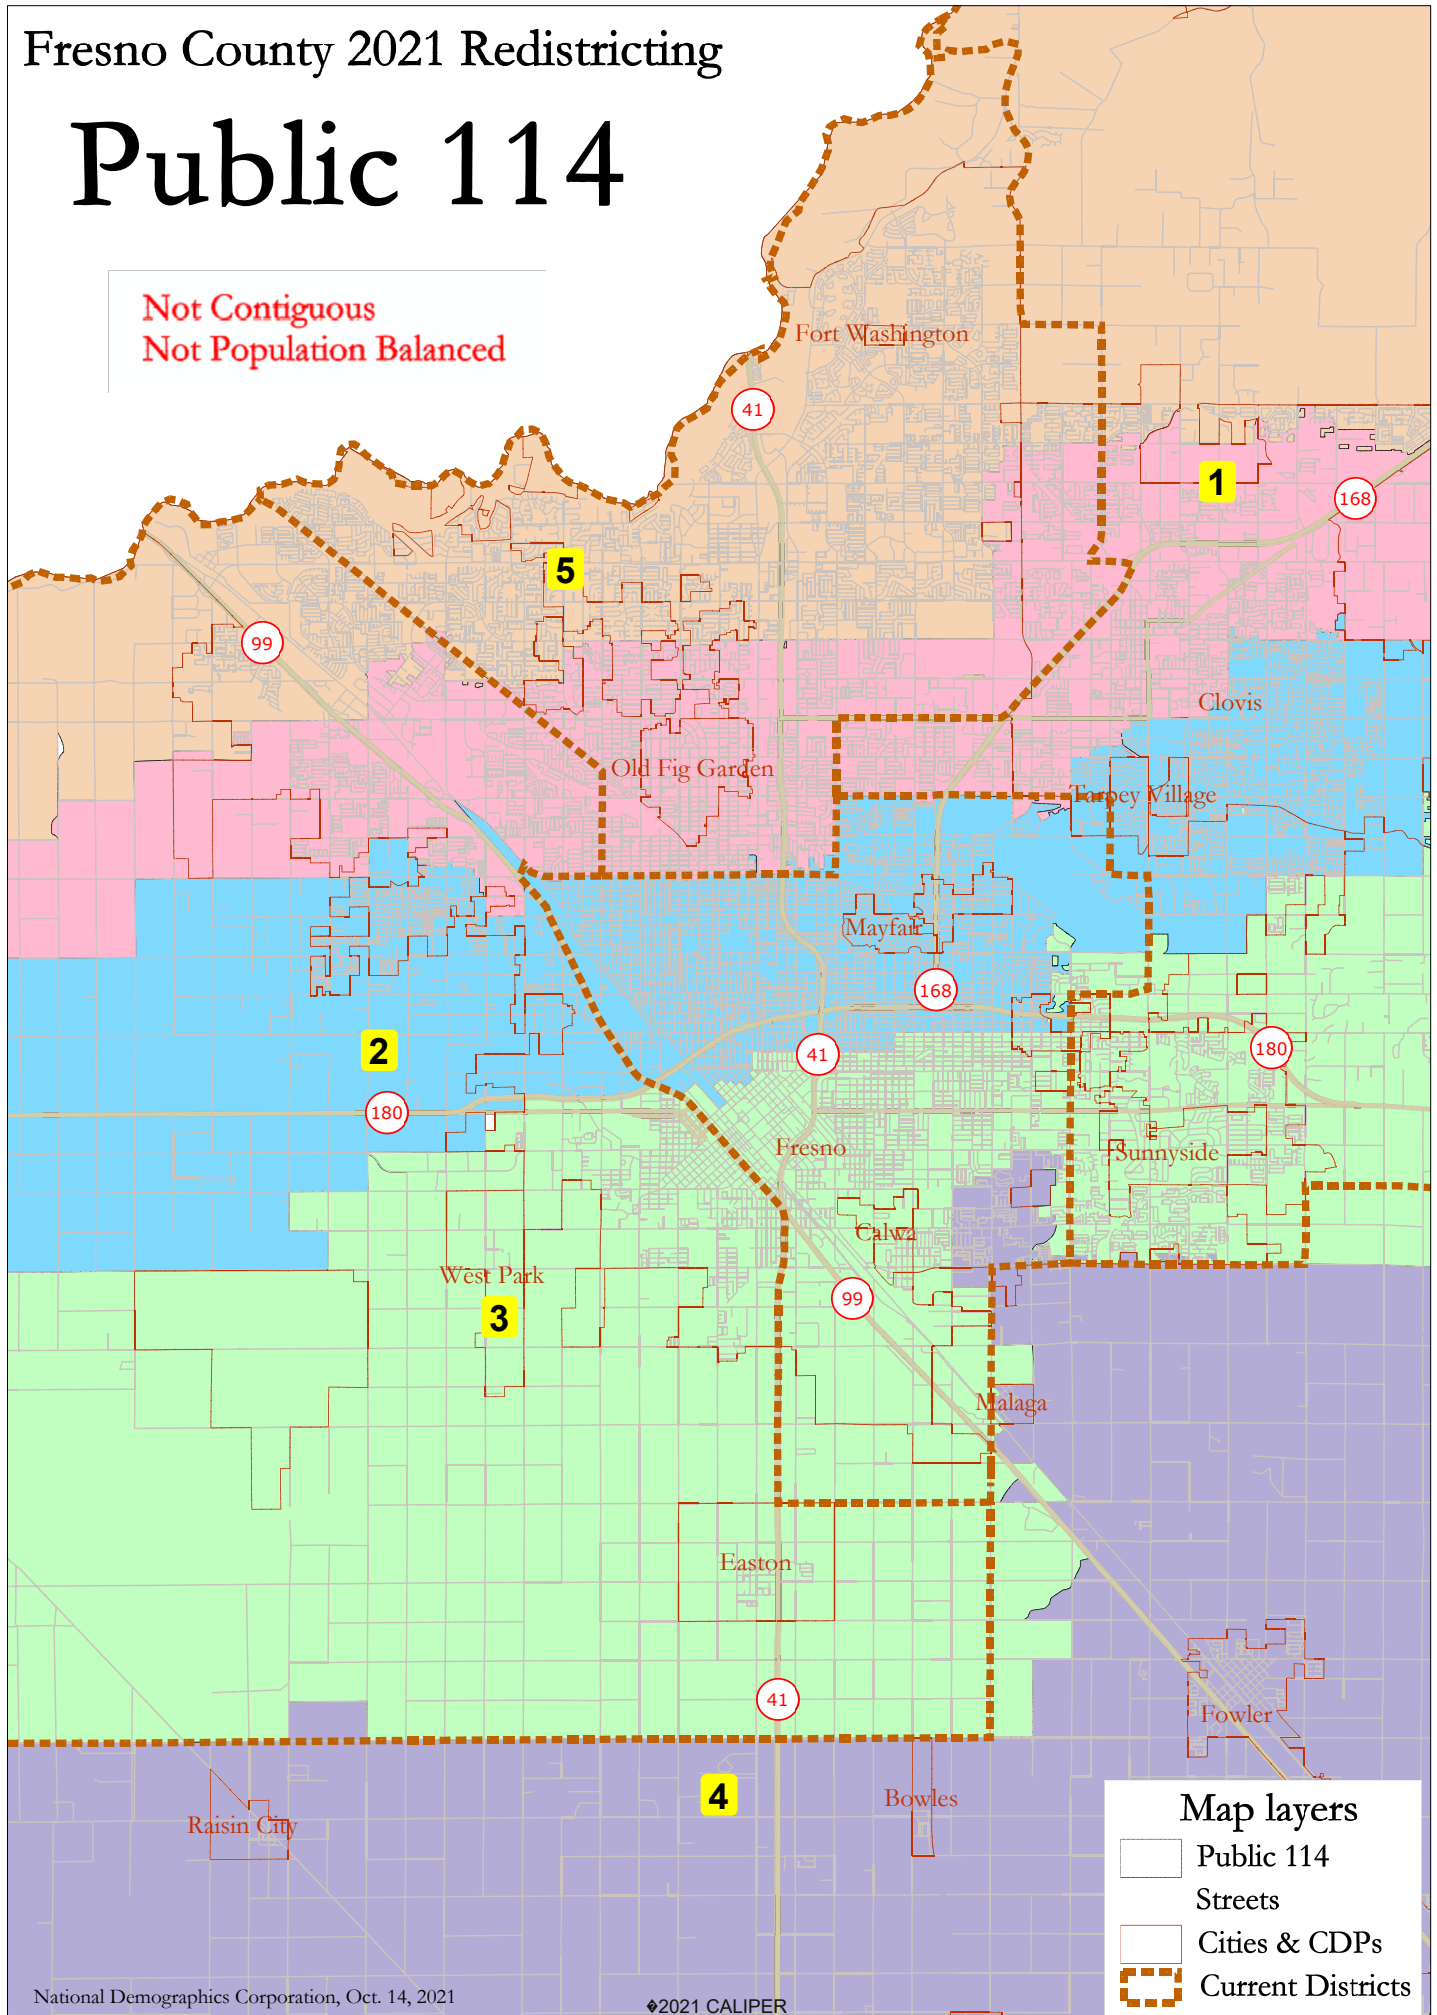 Fresno County 2021 Redistricting
Public 114
Not Contiguous
Not Population Balanced
Fort Washington
41
1
168
5
99
Clovis
Old Fig Garden
Tarpey Village
Mayfair
168
2
41
180
180
Fresno
Sunnyside
Calwa
West Park
99
3
Malaga
Easton
41
Fowler
4
Bowles
Raisin City
Map layers
Public 114
Streets
Cities & CDPs
Current Districts
National Demographics Corporation, Oct. 14, 2021
�2021 CALIPER